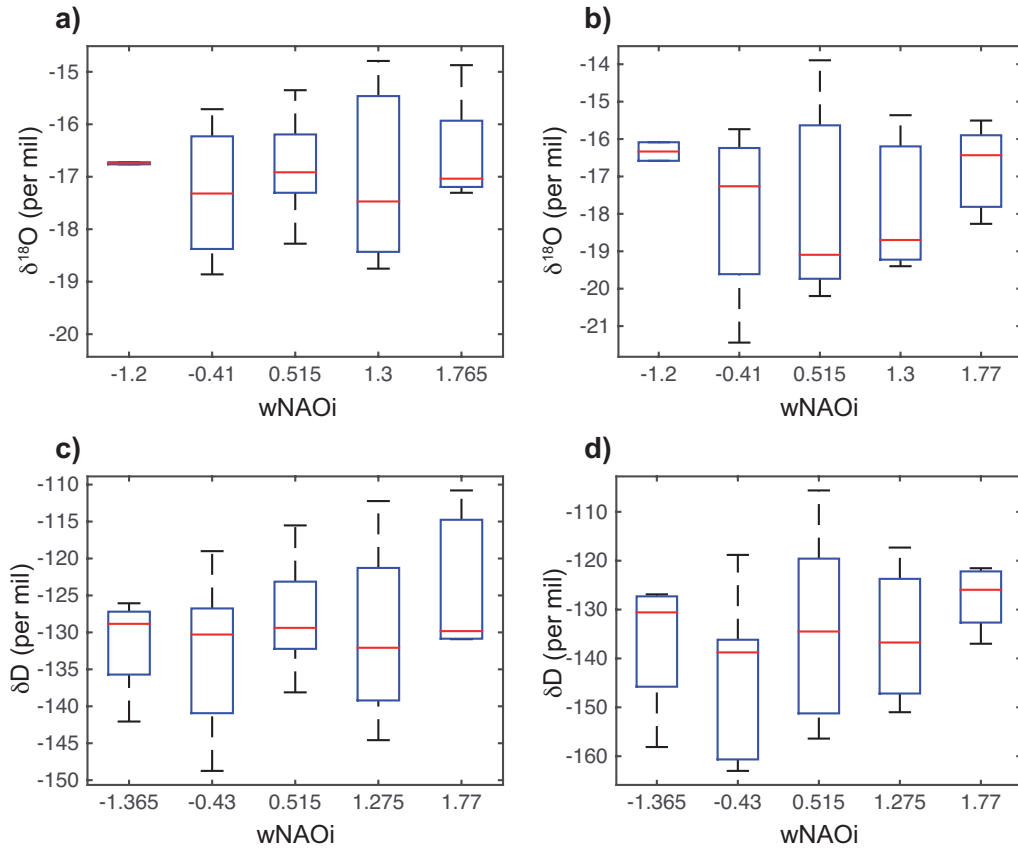 a)
-15
-16
-17
-18
-19
-20
δ¹⁸O (per mil)
-1.2 -0.41 0.515 1.3 1.765
wNAOi
b)
-14
-15
-16
-17
-18
-19
-20
-21
δ¹⁸O (per mil)
-1.2 -0.41 0.515 1.3 1.77
wNAOi
c)
-110
-115
-120
-125
-130
-135
-140
-145
-150
δD (per mil)
-1.365 -0.43 0.515 1.275 1.77
wNAOi
d)
-110
-120
-130
-140
-150
-160
δD (per mil)
-1.365 -0.43 0.515 1.275 1.77
wNAOi